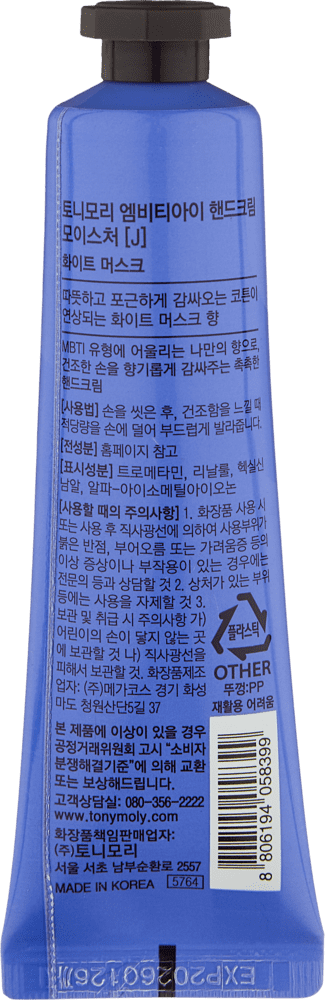 토니모리 엠비티아이 핸드크림
모이스처 [J]
화이트 머스크
따뜻하고 포근하게 감싸오는 코튼이
연상되는 화이트 머스크 향
MBTI 유형에 어울리는 나만의 향으로,
건조한 손을 향기롭게 감싸주는 촉촉한
핸드크림
[사용법] 손을 씻은 후, 건조함을 느낄 때
적당량을 손에 덜어 부드럽게 발라줍니다.
[전성분] 홈페이지 참고
[표시성분] 트로메타민, 리날룰, 헥실신
남알, 알파-아이소메틸아이오논
[사용할 때의 주의사항] 1. 화장품 사용 시
또는 사용 후 직사광선에 의하여 사용부위가
붉은 반점, 부어오름 또는 가려움증 등의
이상 증상이나 부작용이 있는 경우에는
전문의 등과 상담할 것 2. 상처가 있는 부위
등에는 사용을 자제할 것 3.
보관 및 취급 시 주의사항 가)
어린이의 손이 닿지 않는 곳
에 보관할 것 나) 직사광선을
피해서 보관할 것. 화장품제조
업자: (주)메가코스 경기 화성
마도 청원산단5길 37
플라스틱
OTHER
뚜껑:PP
재활용 어려움
본 제품에 이상이 있을 경우
공정거래위원회 고시 "소비자
분쟁해결기준"에 의해 교환
또는 보상해드립니다.
고객상담실: 080-356-2222
www.tonymoly.com
화장품책임판매업자:
(주)토니모리
서울 서초 남부순환로 2557
MADE IN KOREA 5764
8 806194 058399
EXP20260126